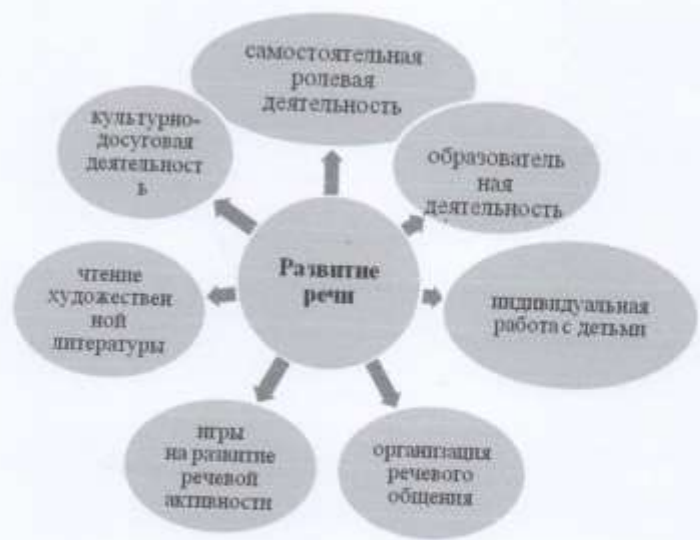 самостоятельная
ролевая
деятельность
культурно-
досуговая
деятельност
ь
образователь
ная
деятельность
Развитие
речи
чтение
художествен
ной
литературы
индивидуальная
работа с детьми
игры
на развитие
речевой
активности
организация
речевого
общения